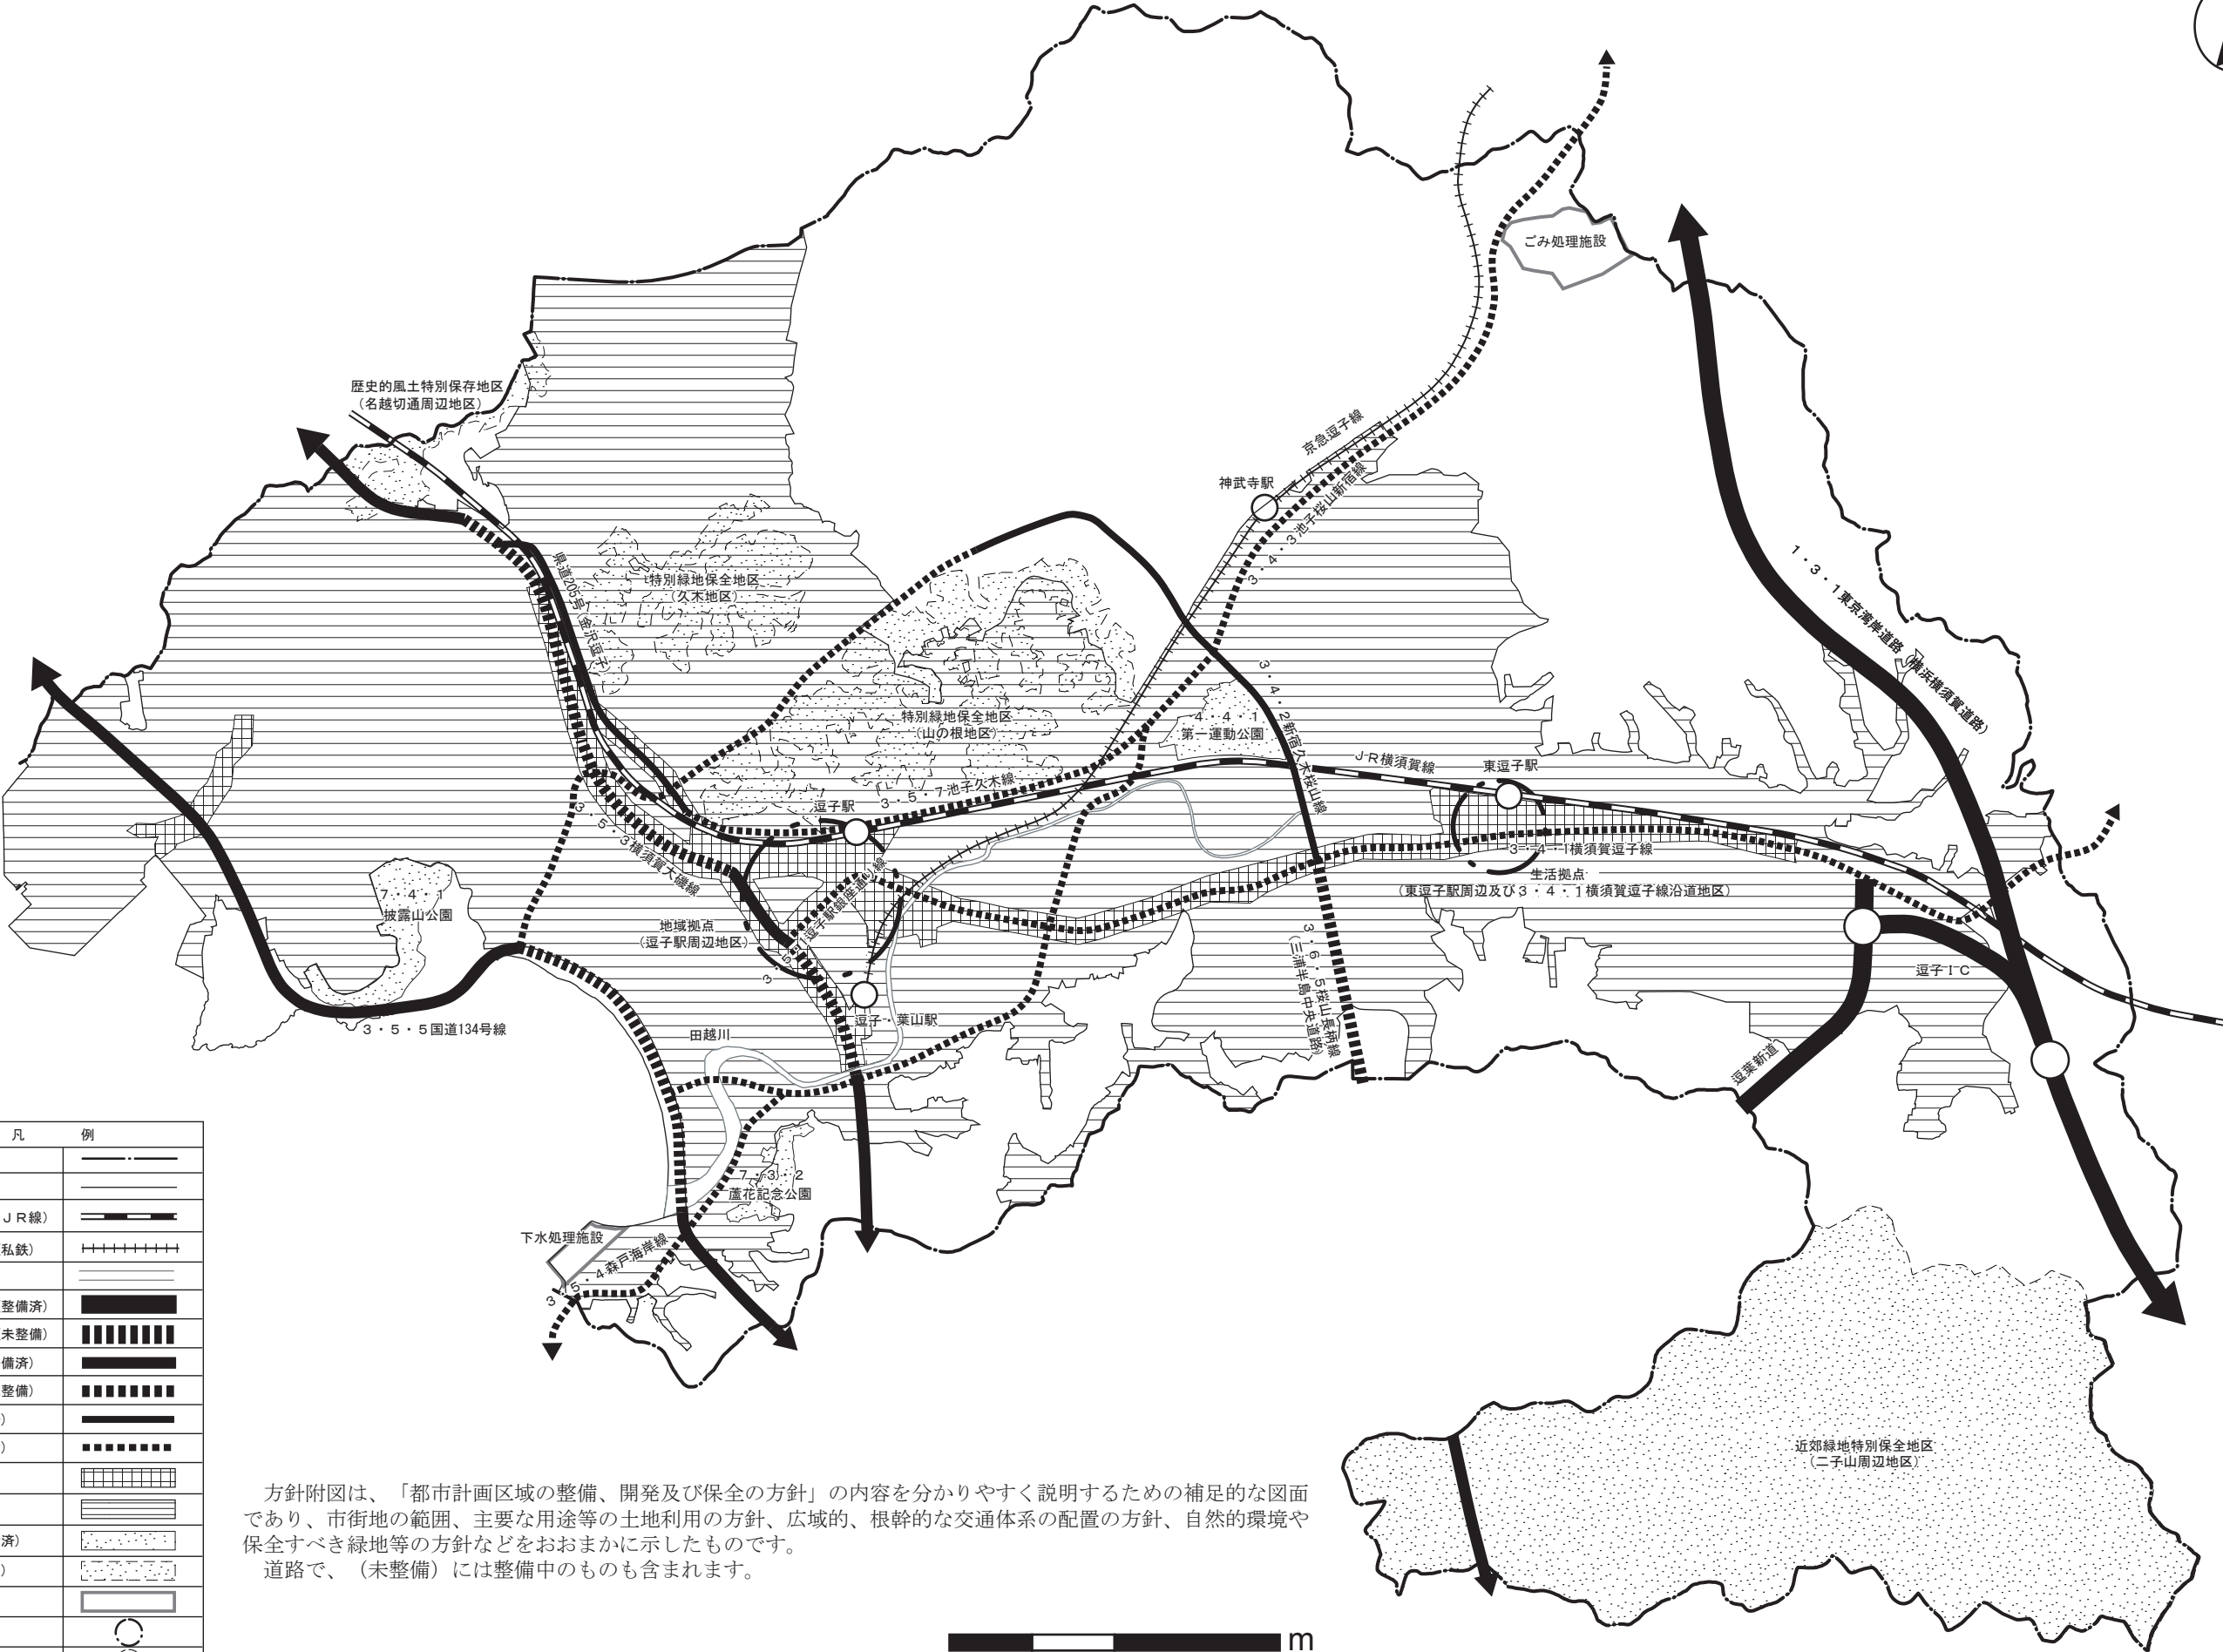 ごみ処理施設
歴史的風土特別保存地区
（名越切通周辺地区）
京急逗子線
神武寺駅
3・4・3池子桜山新宿線
県道205号（金沢逗子）
特別緑地保全地区
（久木地区）
1・3・1東京湾岸道路（横浜横須賀道路）
特別緑地保全地区
（山の根地区）
4・4・1
第一運動公園
3・4・2新宿久木桜山線
ＪＲ横須賀線
東逗子駅
逗子駅
3・5・7池子久木線
3・5・3横須賀大磯線
3・4・1横須賀逗子線
生活拠点
（東逗子駅周辺及び3・4・1横須賀逗子線沿道地区）
7・4・1
披露山公園
地域拠点
（逗子駅周辺地区）
3・5・1逗子駅銀座通り線
3・6・5桜山長柄線
（三浦半島中央道路）
逗子ＩＣ
逗子・葉山駅
3・5・5国道134号線
田越川
逗葉新道
7・3・2
蘆花記念公園
下水処理施設
3・5・4森戸海岸線
近郊緑地特別保全地区
（二子山周辺地区）
凡例
ＪＲ線）
私鉄）
整備済）
未整備）
備済）
整備）
）
）
済）
）
方針附図は、「都市計画区域の整備、開発及び保全の方針」の内容を分かりやすく説明するための補足的な図面
であり、市街地の範囲、主要な用途等の土地利用の方針、広域的、根幹的な交通体系の配置の方針、自然的環境や
保全すべき緑地等の方針などをおおまかに示したものです。
道路で、（未整備）には整備中のものも含まれます。
m